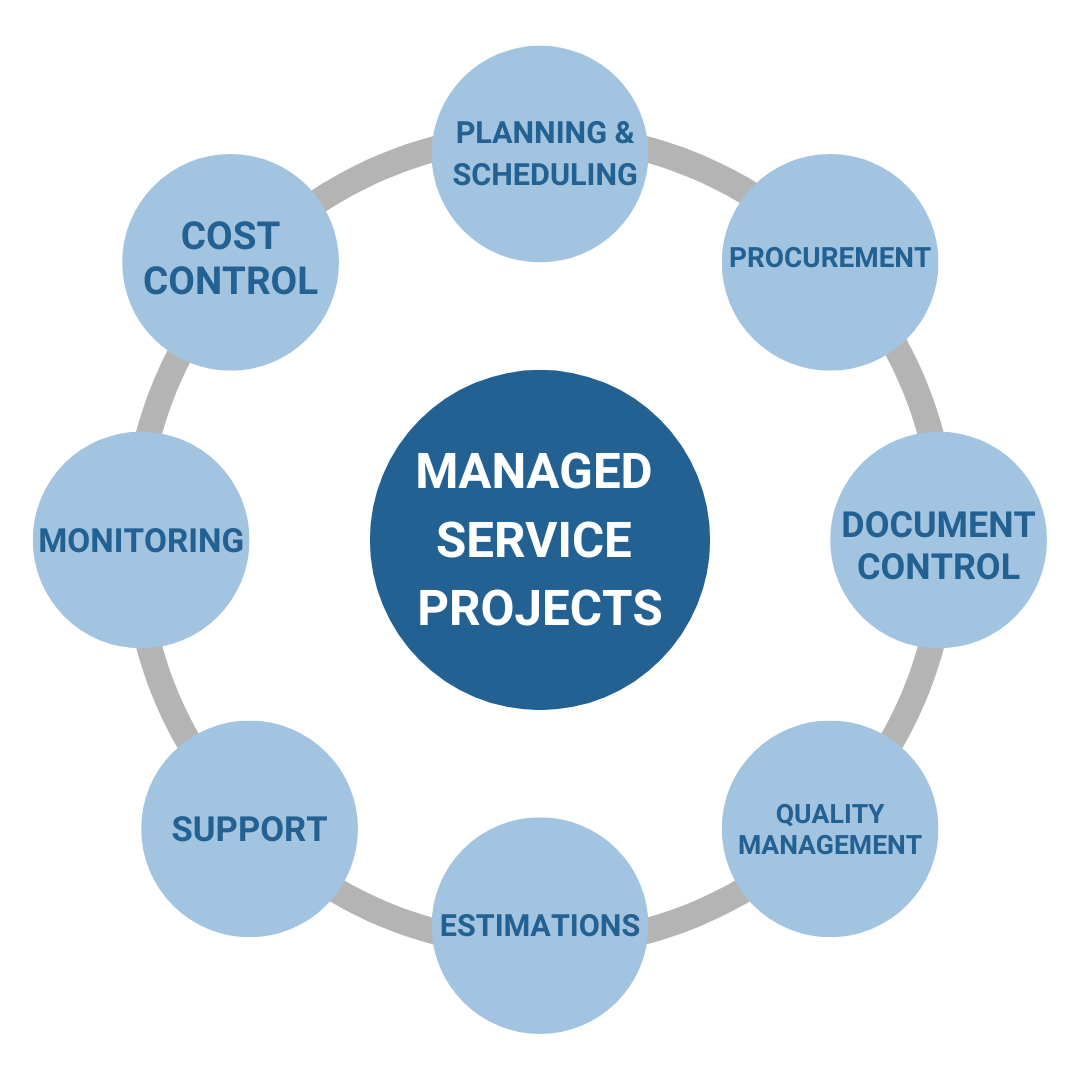 PLANNING &
SCHEDULING
COST
CONTROL
PROCUREMENT
MANAGED
SERVICE
PROJECTS
MONITORING
DOCUMENT
CONTROL
SUPPORT
QUALITY
MANAGEMENT
ESTIMATIONS